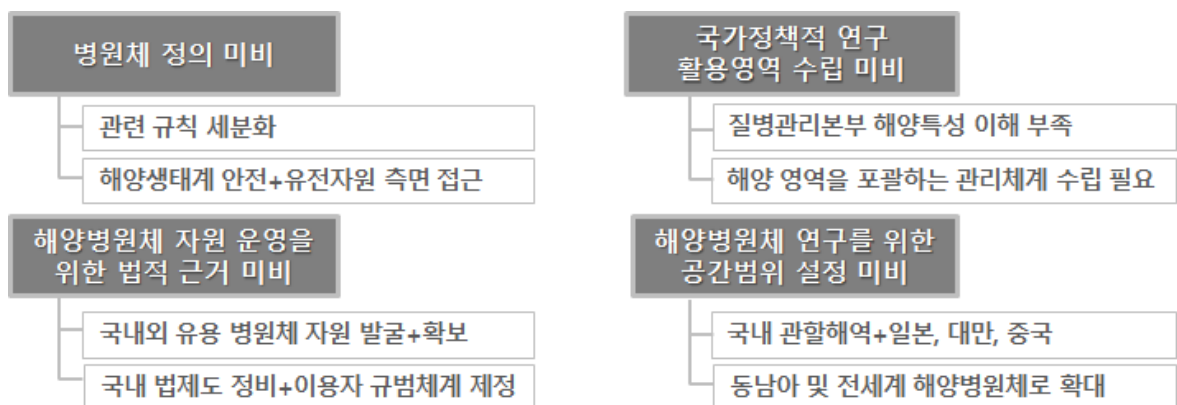 병원체 정의 미비
관련 규칙 세분화
해양생태계 안전+유전자원 측면 접근
국가정책적 연구
활용영역 수립 미비
질병관리본부 해양특성 이해 부족
해양 영역을 포괄하는 관리체계 수립 필요
해양병원체 자원 운영을
위한 법적 근거 미비
국내외 유용 병원체 자원 발굴+확보
국내 법제도 정비+이용자 규범체계 제정
해양병원체 연구를 위한
공간범위 설정 미비
국내 관할해역+일본, 대만, 중국
동남아 및 전세계 해양병원체로 확대